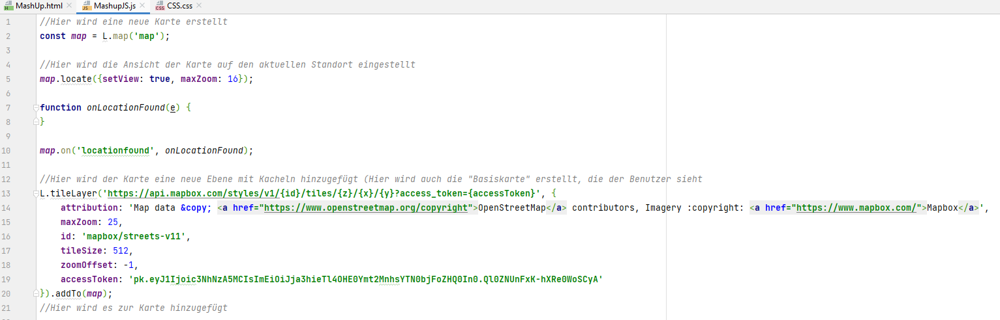 MashUp.html MashupJS.js CSS.css
1 //Hier wird eine neue Karte erstellt
2 const map = L.map('map');
3
4 //Hier wird die Ansicht der Karte auf den aktuellen Standort eingestellt
5 map.locate({setView: true, maxZoom: 16});
6
7 function onLocationFound(e) {
8 }
9
10 map.on('locationfound', onLocationFound);
11
12 //Hier wird der Karte eine neue Ebene mit Kacheln hinzugefügt (Hier wird auch die "Basiskarte" erstellt, die der Benutzer sieht
13 L.tileLayer('https://api.mapbox.com/styles/v1/{id}/tiles/{z}/{x}/{y}?access_token={accessToken}', {
14 attribution: 'Map data &copy; <a href="https://www.openstreetmap.org/copyright">OpenStreetMap</a> contributors, Imagery :copyright: <a href="https://www.mapbox.com/">Mapbox</a>',
15 maxZoom: 25,
16 id: 'mapbox/streets-v11',
17 tileSize: 512,
18 zoomOffset: -1,
19 accessToken: 'pk.eyJ1Ijoic3NhNzA5MCIsImEiOiJja3hieTl4OHE0Ymt2MnhsYTN0bjFoZHQ0In0.Ql0ZNUnFxK-hXRe0WoSCyA'
20 }).addTo(map);
21 //Hier wird es zur Karte hinzugefügt